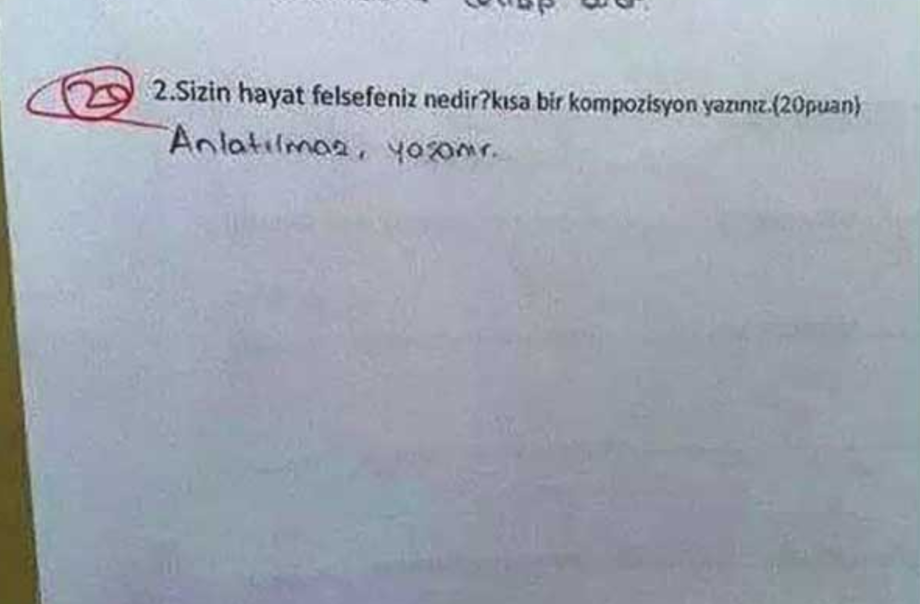 20
2.Sizin hayat felsefeniz nedir?kısa bir kompozisyon yazınız.(20puan)
Anlatılmaz, yaşanır.